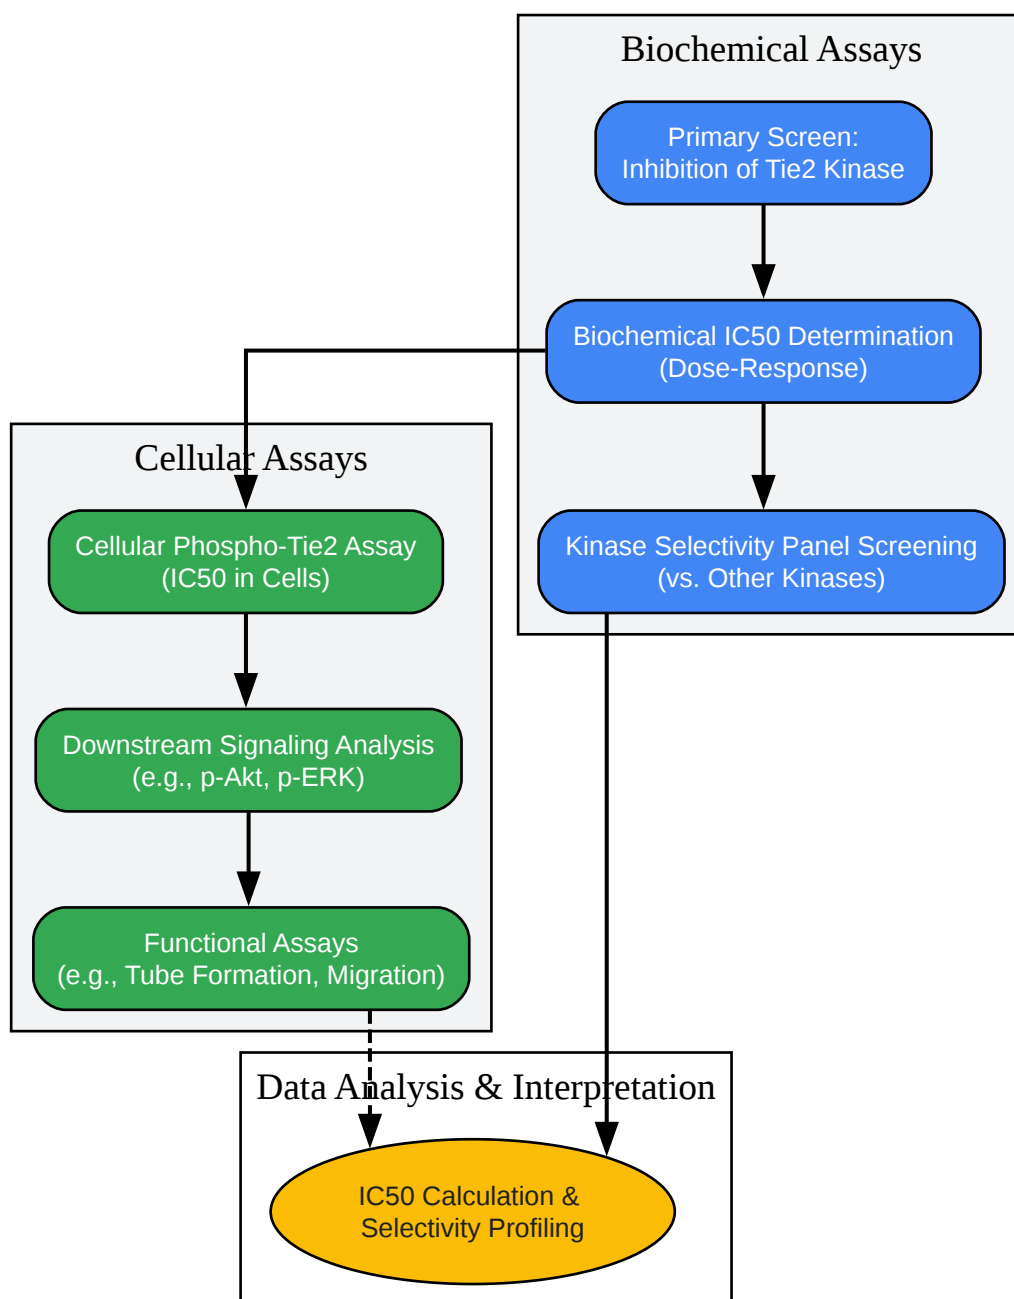 Biochemical Assays
Primary Screen:
Inhibition of Tie2 Kinase
Biochemical IC50 Determination
(Dose-Response)
Kinase Selectivity Panel Screening
(vs. Other Kinases)
Cellular Assays
Cellular Phospho-Tie2 Assay
(IC50 in Cells)
Downstream Signaling Analysis
(e.g., p-Akt, p-ERK)
Functional Assays
(e.g., Tube Formation, Migration)
Data Analysis & Interpretation
IC50 Calculation &
Selectivity Profiling